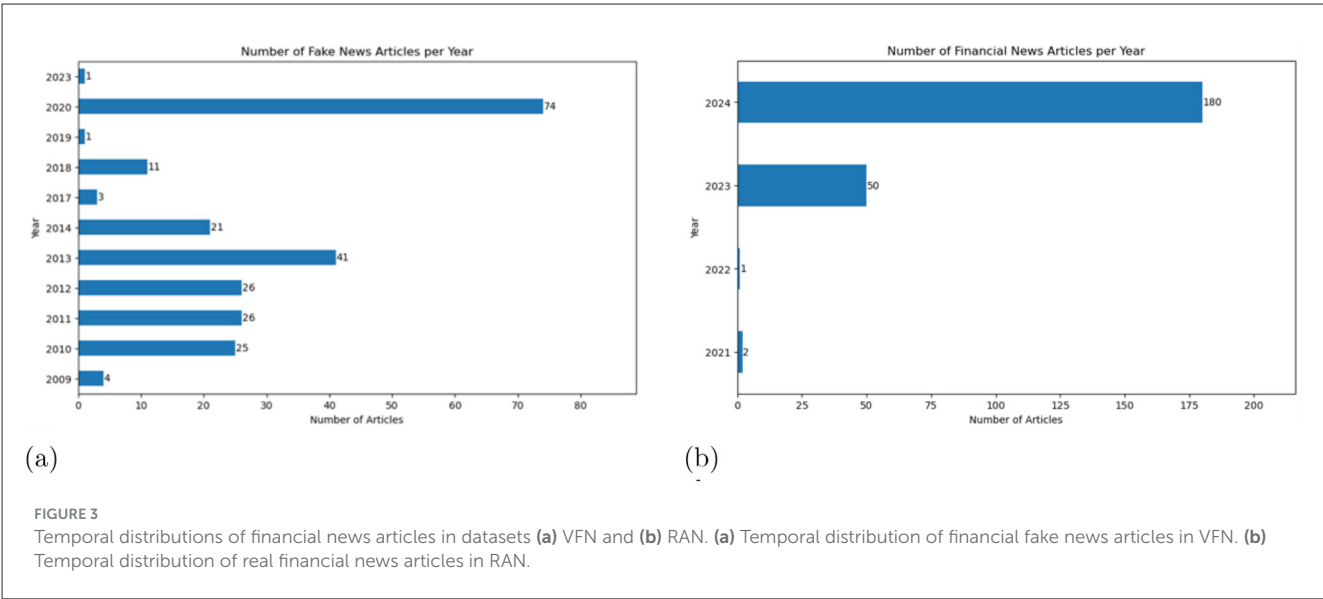 Number of Fake News Articles per Year
2023 1
2020 74
2019 1
2018 11
2017 3
2014 21
2013 41
2012 26
2011 26
2010 25
2009 4
Year
0 10 20 30 40 50 60 70 80
Number of Articles
(a)
Number of Financial News Articles per Year
2024 180
2023 50
2022 1
2021 2
Year
0 25 50 75 100 125 150 175 200
Number of Articles
(b)
FIGURE 3
Temporal distributions of financial news articles in datasets (a) VFN and (b) RAN. (a) Temporal distribution of financial fake news articles in VFN. (b)
Temporal distribution of real financial news articles in RAN.